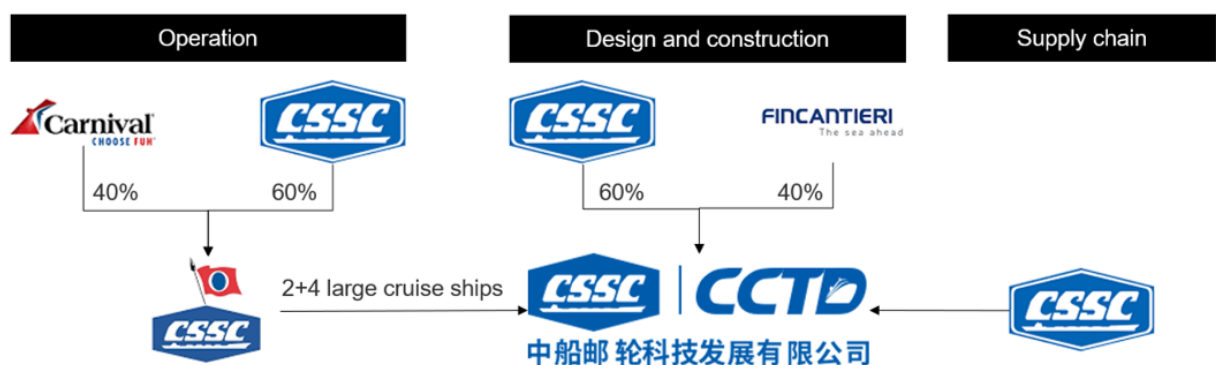 Operation
Design and construction
Supply chain
Carnival
CHOOSE FUN
CSSC
CSSC
FINCANTIERI
The sea ahead
40%
60%
60%
40%
2+4 large cruise ships
CSSC
CSSC
CCTD
CSSC
中船邮轮科技发展有限公司